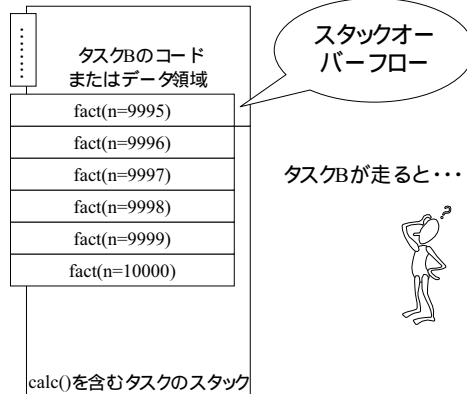 タスクBのコード
またはデータ領域
スタックオー
バーフロー
fact(n=9995)
fact(n=9996)
fact(n=9997)
fact(n=9998)
fact(n=9999)
fact(n=10000)
タスクBが走ると・・・
?
calc()を含むタスクのスタック